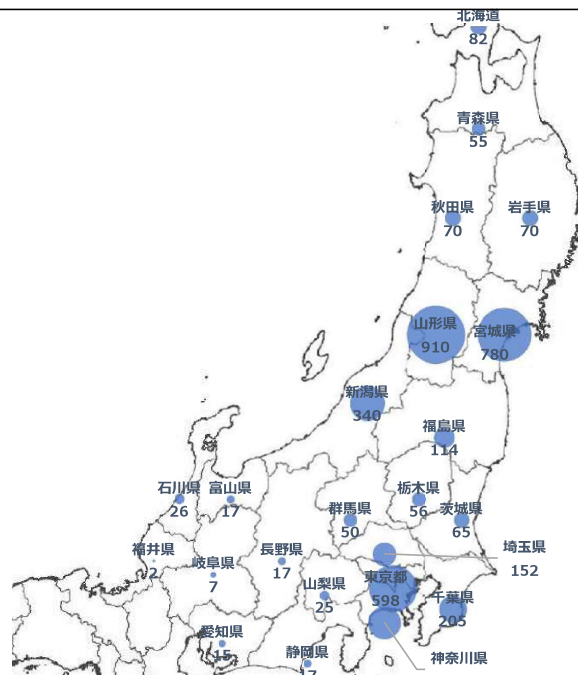 北海道
82
青森県
55
秋田県
70
岩手県
70
山形県
910
宮城県
780
新潟県
340
福島県
114
石川県
26
富山県
17
群馬県
50
栃木県
56
茨城県
65
福井県
2
岐阜県
7
長野県
17
埼玉県
152
山梨県
25
東京都
598
千葉県
205
愛知県
15
静岡県
17
神奈川県